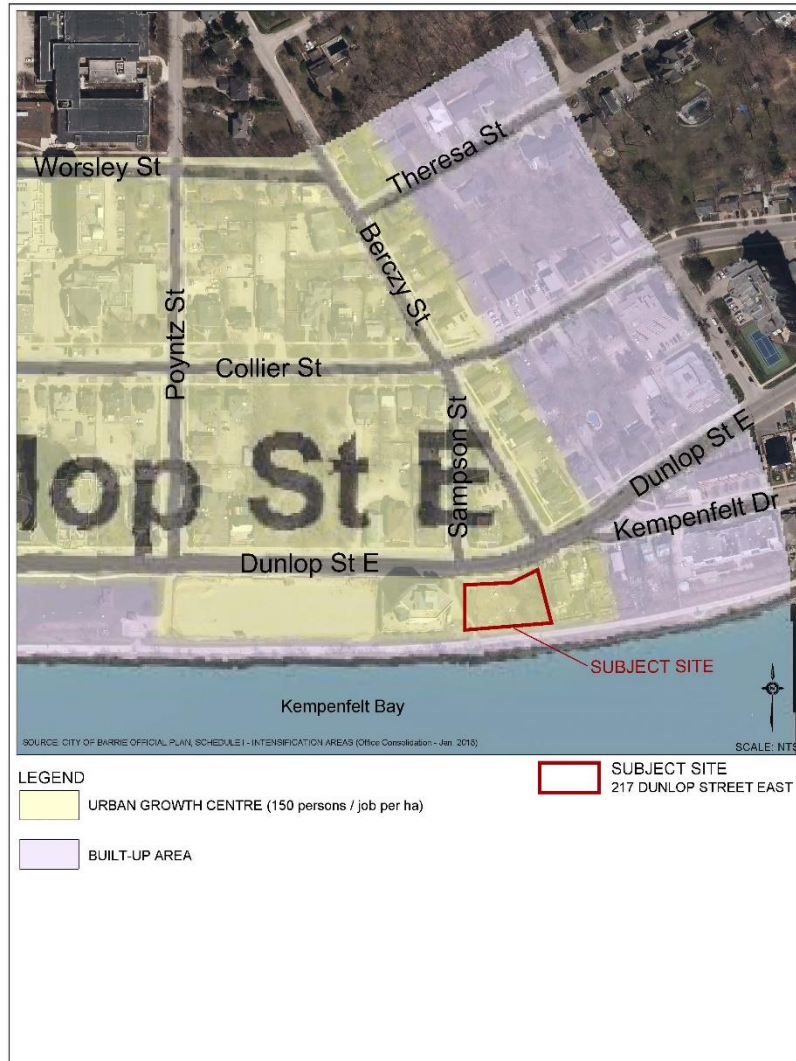 Worsley St
Theresa St
Berczy St
Poyntz St
Collier St
lop St E
Sampson St
Dunlop St E
Kempenfelt Dr
Dunlop St E
SUBJECT SITE
Kempenfelt Bay
SOURCE: CITY OF BARRIE OFFICIAL PLAN, SCHEDULE I - INTENSIFICATION AREAS (Office Consolidation - Jan. 2018)
SCALE: NTS
LEGEND
URBAN GROWTH CENTRE (150 persons / job per ha)
BUILT-UP AREA
SUBJECT SITE
217 DUNLOP STREET EAST